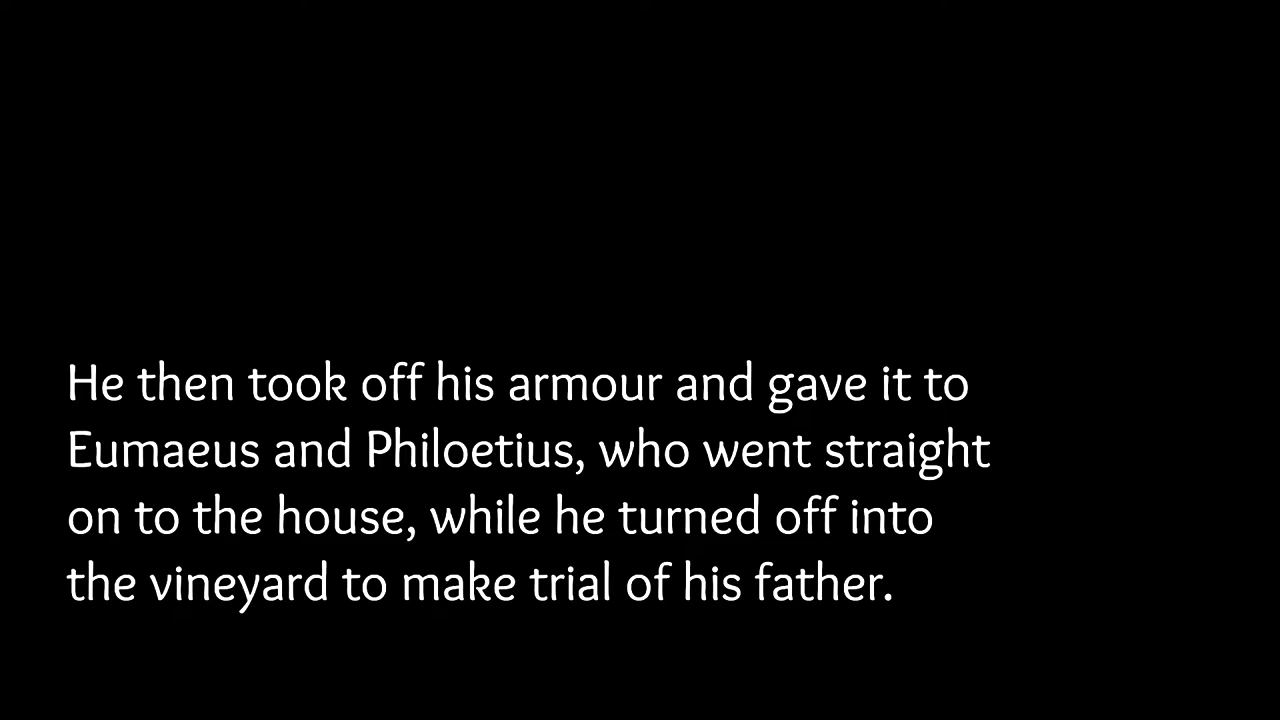 He then took off his armour and gave it to
Eumaeus and Philoetius, who went straight
on to the house, while he turned off into
the vineyard to make trial of his father.